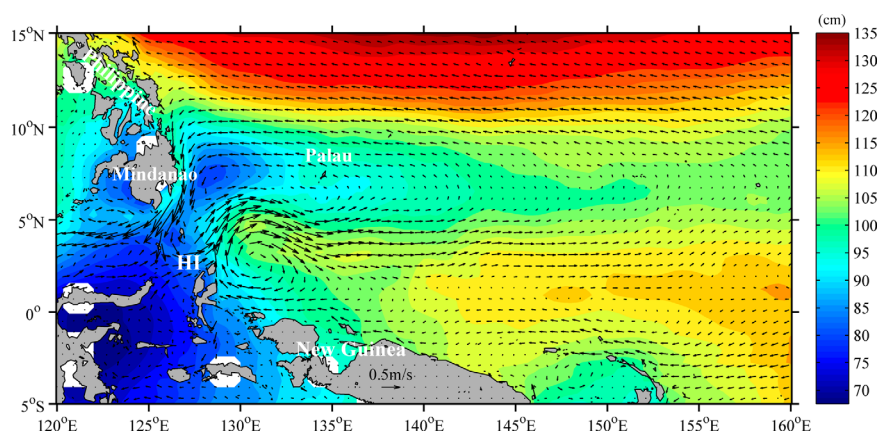 (cm)
15°N
10°N
5°N
0°
5°S
120°E
125°E
130°E
135°E
140°E
145°E
150°E
155°E
160°E
Philippine
Mindanao
Palau
HI
New Guinea
0.5m/s
135
130
125
120
115
110
105
100
95
90
85
80
75
70